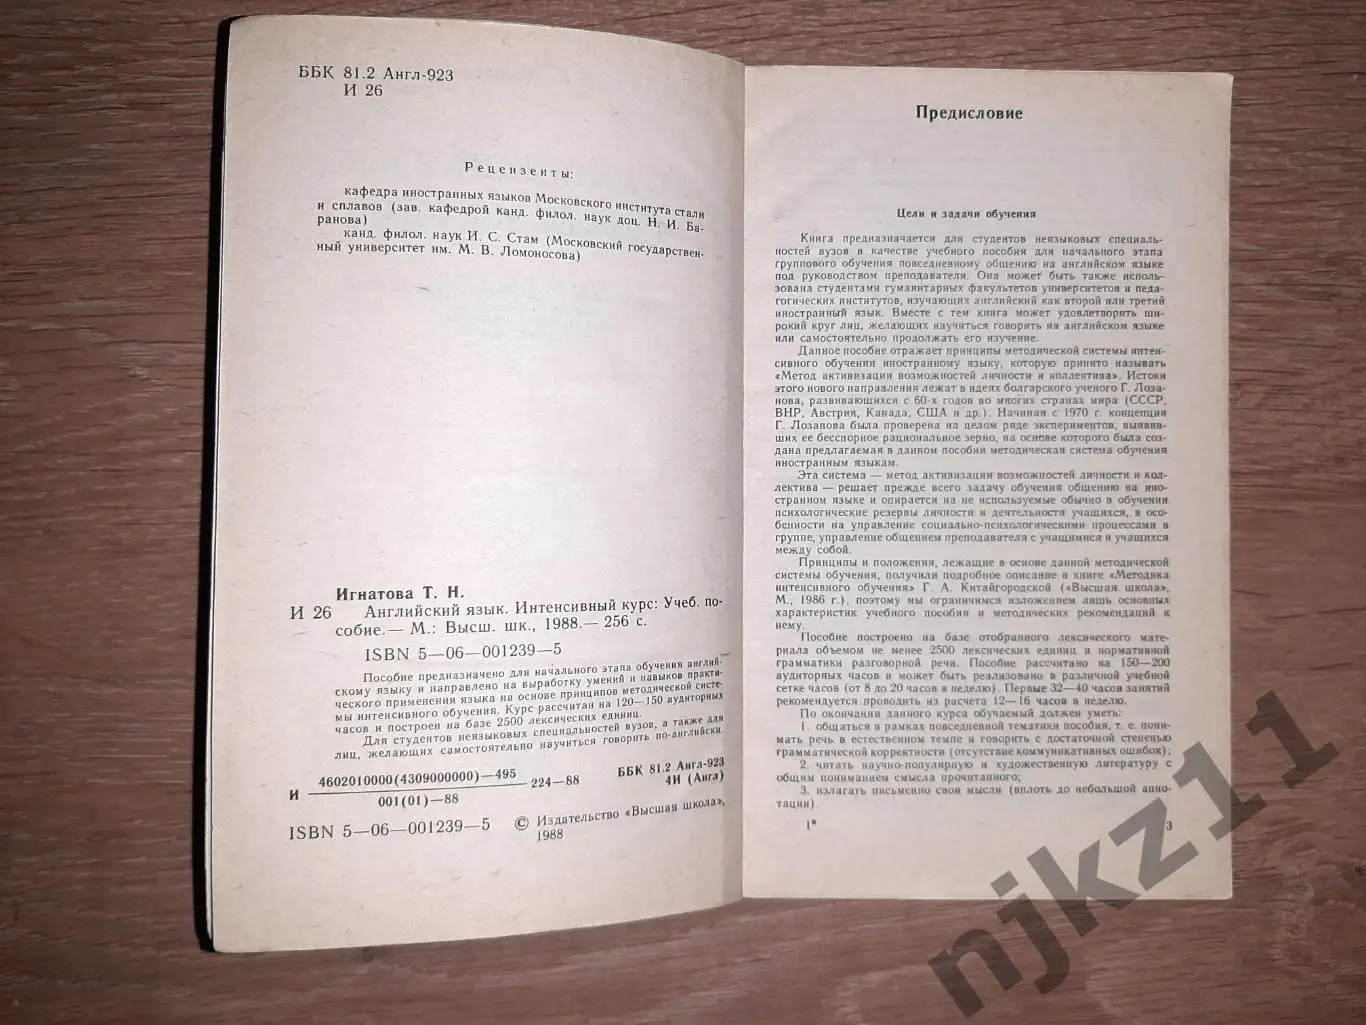 ББК 81.2 Англ-923
И 26
Рецензенты:
кафедра иностранных языков Московского института стали
и сплавов (зав. кафедрой канд. филол. наук доц. Н. И. Ба-
ранова)
канд. филол. наук И. С. Стам (Московский государствен-
ный университет им. М. В. Ломоносова)
Игнатова Т. Н.
И 26 Английский язык. Интенсивный курс: Учеб. по-
собие.— М.: Высш. шк., 1988.— 256 с.
ISBN 5—06—001239—5
Пособие предназначено для начального этапа обучения англий-
скому языку и направлено на выработку умений и навыков практи-
ческого применения языка на основе принципов методической систе-
мы интенсивного обучения. Курс рассчитан на 120—150 аудиторных
часов и построен на базе 2500 лексических единиц.
Для студентов неязыковых специальностей вузов, а также для
лиц, желающих самостоятельно научиться говорить по-английски.
И 4602010000(4309000000)—495
001(01)—88
224—88
ББК 81.2 Англ-923
4И (Англ)
ISBN 5—06—001239—5
© Издательство «Высшая школа»,
1988
Предисловие
Цели и задачи обучения
Книга предназначается для студентов неязыковых специаль-
ностей вузов в качестве учебного пособия для начального этапа
группового обучения повседневному общению на английском языке
под руководством преподавателя. Она может быть также исполь-
зована студентами гуманитарных факультетов университетов и педа-
гогических институтов, изучающих английский как второй или третий
иностранный язык. Вместе с тем книга может удовлетворить ши-
рокий круг лиц, желающих научиться говорить на английском языке
или самостоятельно продолжать его изучение.
Данное пособие отражает принципы методической системы интен-
сивного обучения иностранному языку, которую принято называть
«Метод активизации возможностей личности и коллектива». Истоки
этого нового направления лежат в идеях болгарского ученого Г. Лоза-
нова, развивающихся с 60-х годов во многих странах мира (СССР,
ВНР, Австрия, Канада, США и др.). Начиная с 1970 г. концепция
Г. Лозанова была проверена на целом ряде экспериментов, выявив-
ших ее бесспорное рациональное зерно, на основе которого была соз-
дана предлагаемая в данном пособии методическая система обучения
иностранным языкам.
Эта система — метод активизации возможностей личности и кол-
лектива — решает прежде всего задачу обучения общению на ино-
странном языке и опирается на не используемые обычно в обучении
психологические резервы личности и деятельности учащихся, в осо-
бенности на управление социально-психологическими процессами в
группе, управление общением преподавателя с учащимися и учащихся
между собой.
Принципы и положения, лежащие в основе данной методической
системы обучения, получили подробное описание в книге «Методика
интенсивного обучения» Г. А. Китайгородской («Высшая школа»,
М., 1986 г.), поэтому мы ограничимся изложением лишь основных
характеристик учебного пособия и методических рекомендаций к
нему.
Пособие построено на базе отобранного лексического мате-
риала объемом не менее 2500 лексических единиц и нормативной
грамматики разговорной речи. Пособие рассчитано на 150—200
аудиторных часов и может быть реализовано в различной учебной
сетке часов (от 8 до 20 часов в неделю). Первые 32—40 часов занятий
рекомендуется проводить из расчета 12—16 часов в неделю.
По окончании данного курса обучаемый должен уметь:
1. общаться в рамках повседневной тематики пособия, т. е. пони-
мать речь в естественном темпе и говорить с достаточной степенью
грамматической корректности (отсутствие коммуникативных ошибок);
2. читать научно-популярную и художественную литературу с
общим пониманием смысла прочитанного;
3. излагать письменно свои мысли (вплоть до небольшой анно-
тации).
1*
3
njkz11